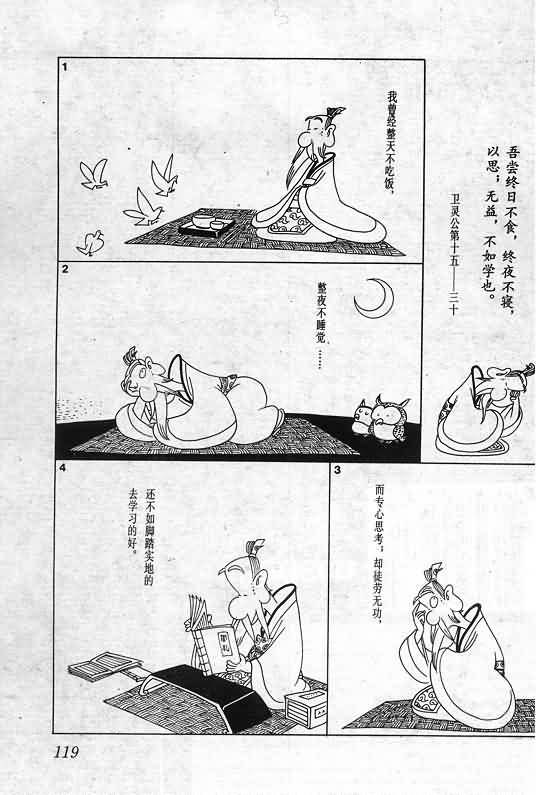 吾尝终日不食，终夜不寝，
以思；无益，不如学也。
卫灵公第十五——三十
1
我曾经整天不吃饭，
2
整夜不睡觉……
3
而专心思考；却徒劳无功，
4
还不如脚踏实地的
去学习的好。
119